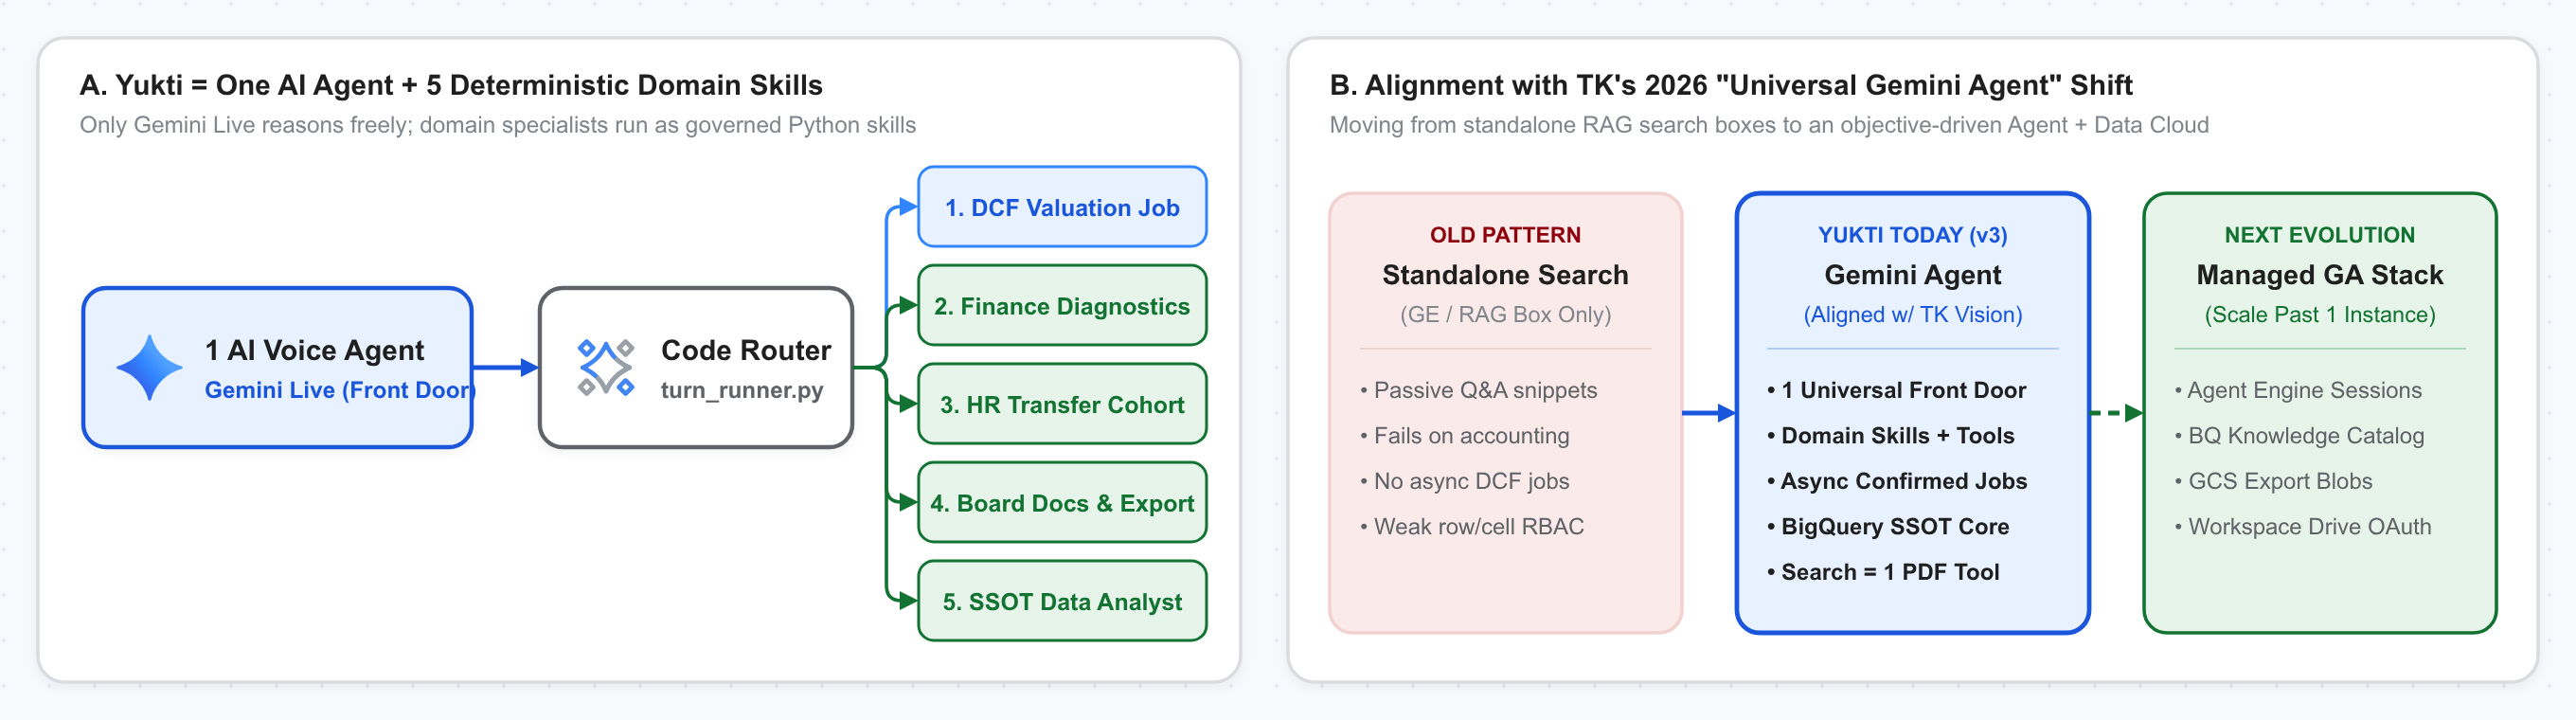 A. Yukti = One AI Agent + 5 Deterministic Domain Skills
Only Gemini Live reasons freely; domain specialists run as governed Python skills
1 AI Voice Agent
Gemini Live (Front Door)
Code Router
turn_runner.py
1. DCF Valuation Job
2. Finance Diagnostics
3. HR Transfer Cohort
4. Board Docs & Export
5. SSOT Data Analyst
B. Alignment with TK's 2026 "Universal Gemini Agent" Shift
Moving from standalone RAG search boxes to an objective-driven Agent + Data Cloud
OLD PATTERN
Standalone Search
(GE / RAG Box Only)
• Passive Q&A snippets
• Fails on accounting
• No async DCF jobs
• Weak row/cell RBAC
YUKTI TODAY (v3)
Gemini Agent
(Aligned w/ TK Vision)
• 1 Universal Front Door
• Domain Skills + Tools
• Async Confirmed Jobs
• BigQuery SSOT Core
• Search = 1 PDF Tool
NEXT EVOLUTION
Managed GA Stack
(Scale Past 1 Instance)
• Agent Engine Sessions
• BQ Knowledge Catalog
• GCS Export Blobs
• Workspace Drive OAuth